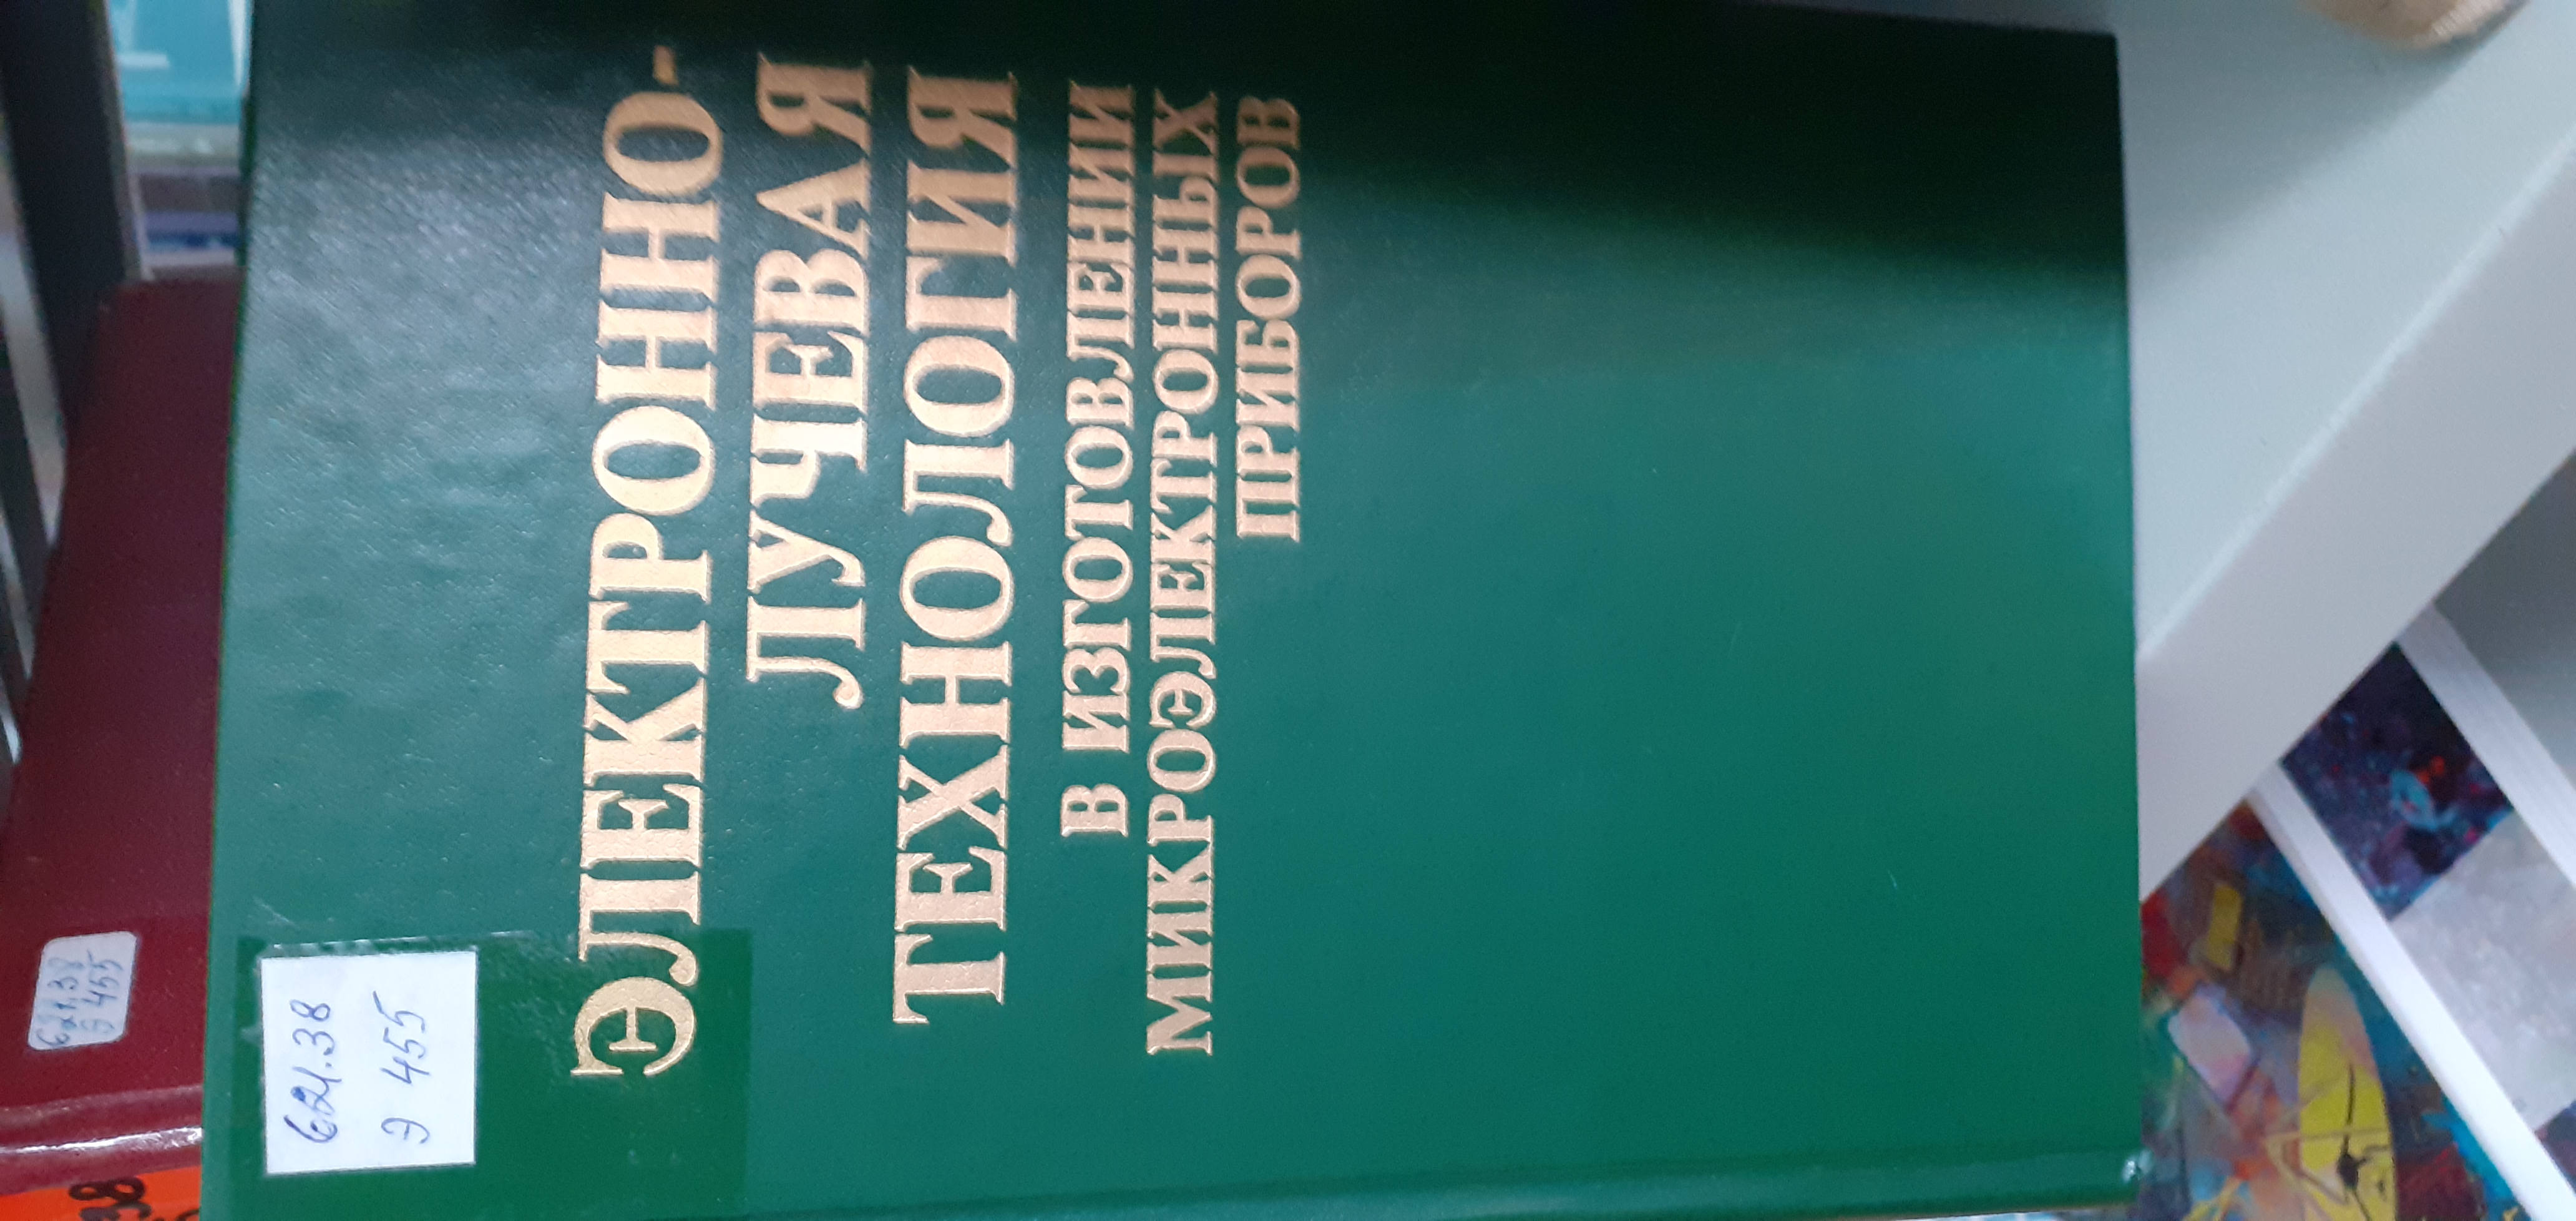 621.38
Э 455
ЭЛЕКТРОННО-
ЛУЧЕВАЯ
ТЕХНОЛОГИЯ
В ИЗГОТОВЛЕНИИ
МИКРОЭЛЕКТРОННЫХ
ПРИБОРОВ
621.38
Э 455